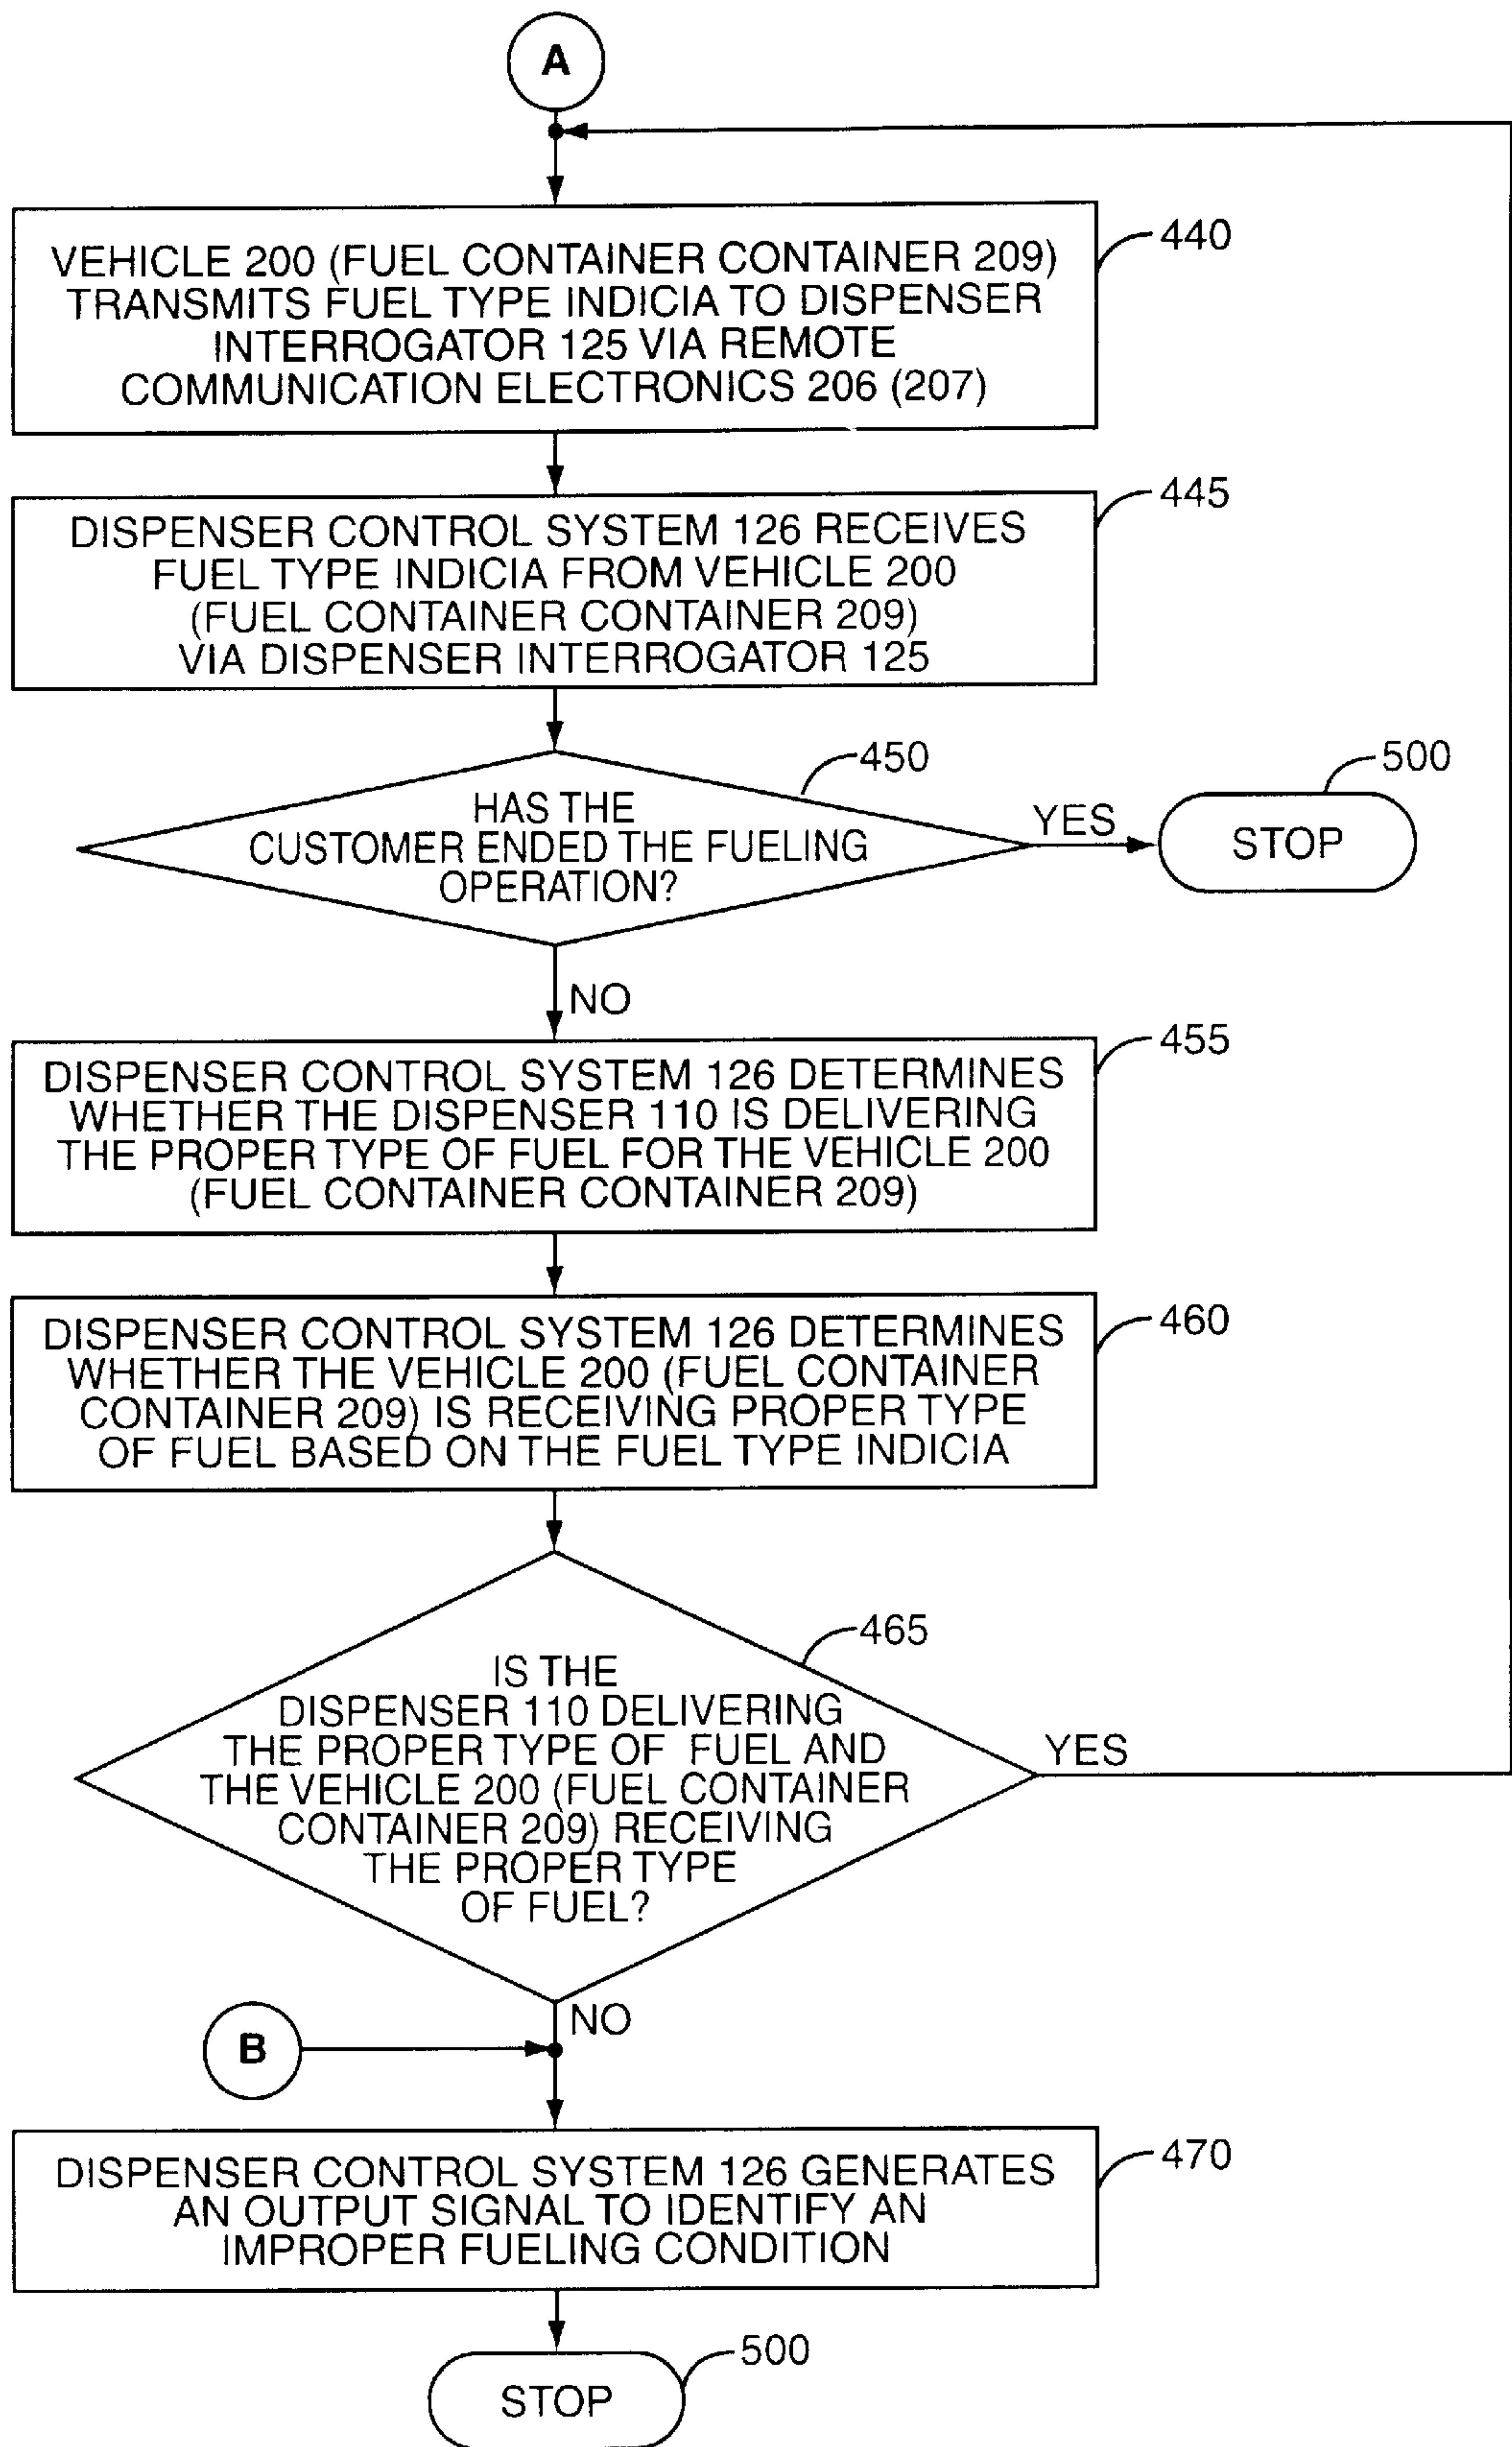 A
VEHICLE 200 (FUEL CONTAINER CONTAINER 209)
TRANSMITS FUEL TYPE INDICIA TO DISPENSER
INTERROGATOR 125 VIA REMOTE
COMMUNICATION ELECTRONICS 206 (207)
440
DISPENSER CONTROL SYSTEM 126 RECEIVES
FUEL TYPE INDICIA FROM VEHICLE 200
(FUEL CONTAINER CONTAINER 209)
VIA DISPENSER INTERROGATOR 125
445
HAS THE
CUSTOMER ENDED THE FUELING
OPERATION?
450
YES
STOP
500
NO
DISPENSER CONTROL SYSTEM 126 DETERMINES
WHETHER THE DISPENSER 110 IS DELIVERING
THE PROPER TYPE OF FUEL FOR THE VEHICLE 200
(FUEL CONTAINER CONTAINER 209)
455
DISPENSER CONTROL SYSTEM 126 DETERMINES
WHETHER THE VEHICLE 200 (FUEL CONTAINER
CONTAINER 209) IS RECEIVING PROPER TYPE
OF FUEL BASED ON THE FUEL TYPE INDICIA
460
IS THE
DISPENSER 110 DELIVERING
THE PROPER TYPE OF FUEL AND
THE VEHICLE 200 (FUEL CONTAINER
CONTAINER 209) RECEIVING
THE PROPER TYPE
OF FUEL?
465
YES
NO
B
DISPENSER CONTROL SYSTEM 126 GENERATES
AN OUTPUT SIGNAL TO IDENTIFY AN
IMPROPER FUELING CONDITION
470
STOP
500